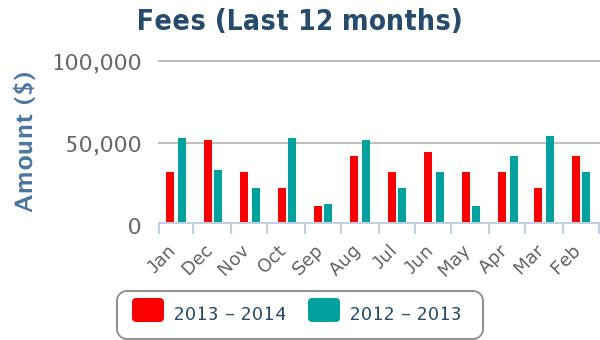 Fees (Last 12 months)
Amount ($)
100,000
50,000
0
Jan Dec Nov Oct Sep Aug Jul Jun May Apr Mar Feb
2013 – 2014 2012 – 2013